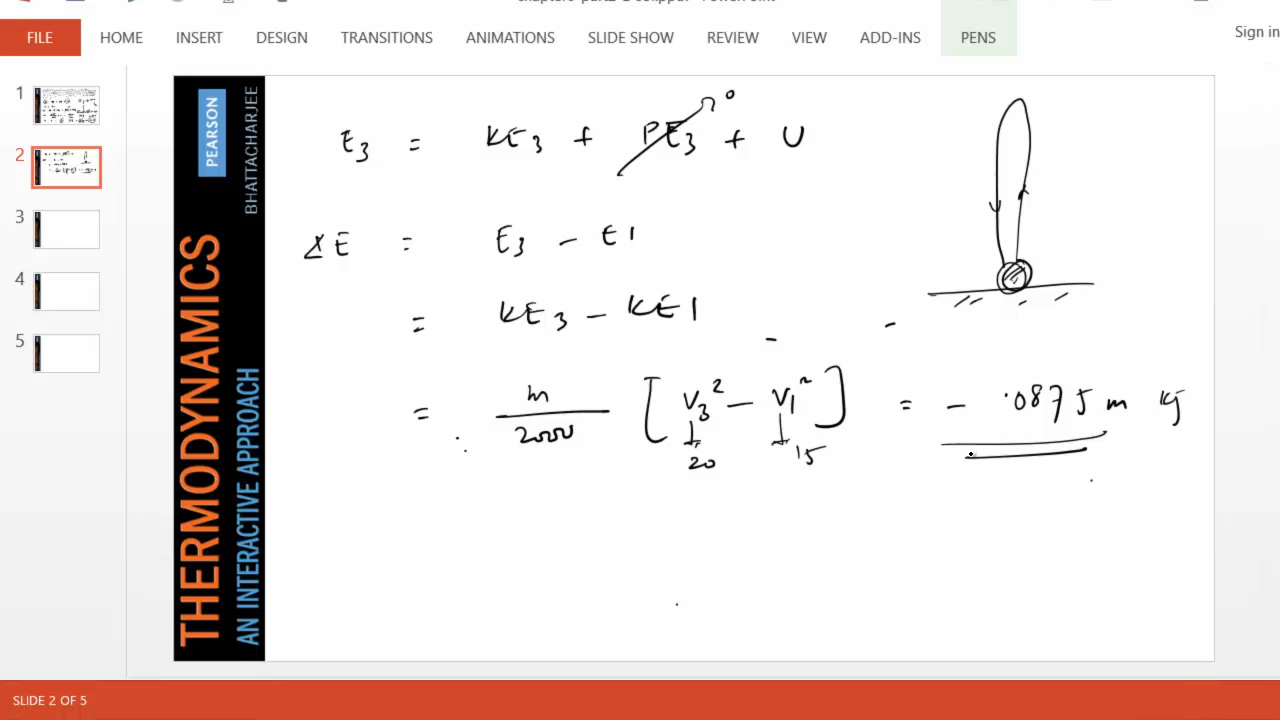 FILE HOME INSERT DESIGN TRANSITIONS ANIMATIONS SLIDE SHOW REVIEW VIEW ADD-INS PENS Sign in
1
2
3
4
5
PEARSON
BHATTACHARJEE
THERMODYNAMICS
AN INTERACTIVE APPROACH
E3 = KE3 + PE3 + U
0
ΔE = E3 - E1
= KE3 - KE1
= m/2000 [V3² - V1²] = - .0875 m kJ
20 15
SLIDE 2 OF 5